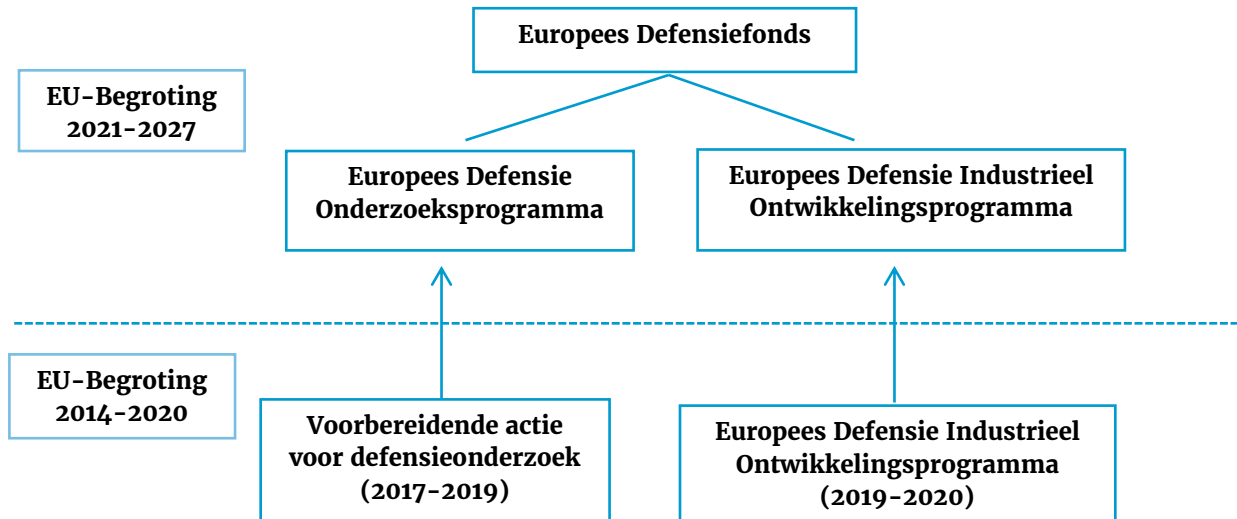 Europees Defensiefonds
EU-Begroting
2021-2027
Europees Defensie
Onderzoeksprogramma
Europees Defensie Industrieel
Ontwikkelingsprogramma
EU-Begroting
2014-2020
Voorbereidende actie
voor defensieonderzoek
(2017-2019)
Europees Defensie Industrieel
Ontwikkelingsprogramma
(2019-2020)